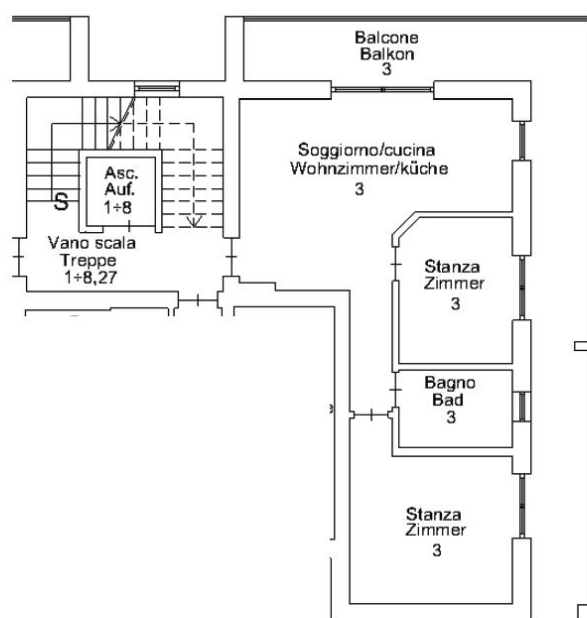 Balcone
Balkon
3
Soggiorno/cucina
Wohnzimmer/küche
3
Asc.
Auf.
1÷8
S
Vano scala
Treppe
1÷8,27
Stanza
Zimmer
3
Bagno
Bad
3
Stanza
Zimmer
3